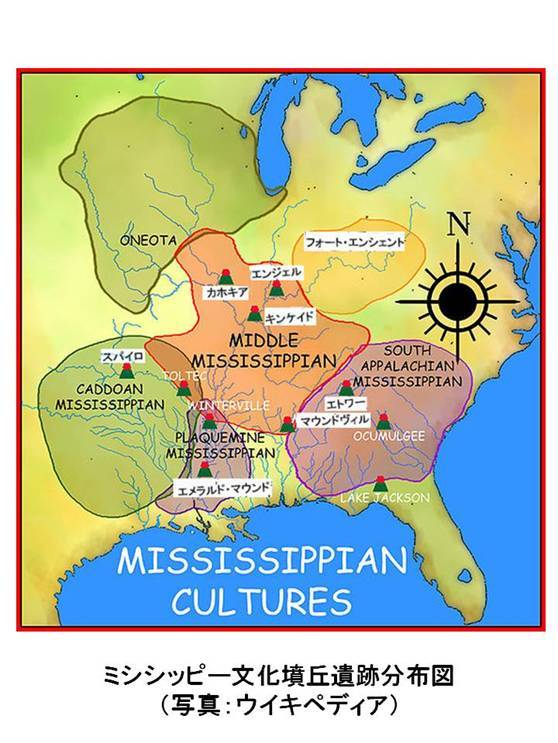 N
ONEOTA
フォート・エンシェント
エンジェル
カホキア
キンケイド
MIDDLE
MISSISSIPPIAN
スパイロ
SOUTH
APPALACHIAN
MISSISSIPPIAN
TOLTEC
CADDOAN
MISSISSIPPIAN
エトワー
WINTERVILLE
マウンドヴィル
OCUMULGEE
PLAQUEMINE
MISSISSIPPIAN
エメラルド・マウンド
LAKE JACKSON
MISSISSIPPIAN
CULTURES
ミシシッピー文化墳丘遺跡分布図
（写真：ウイキペディア）